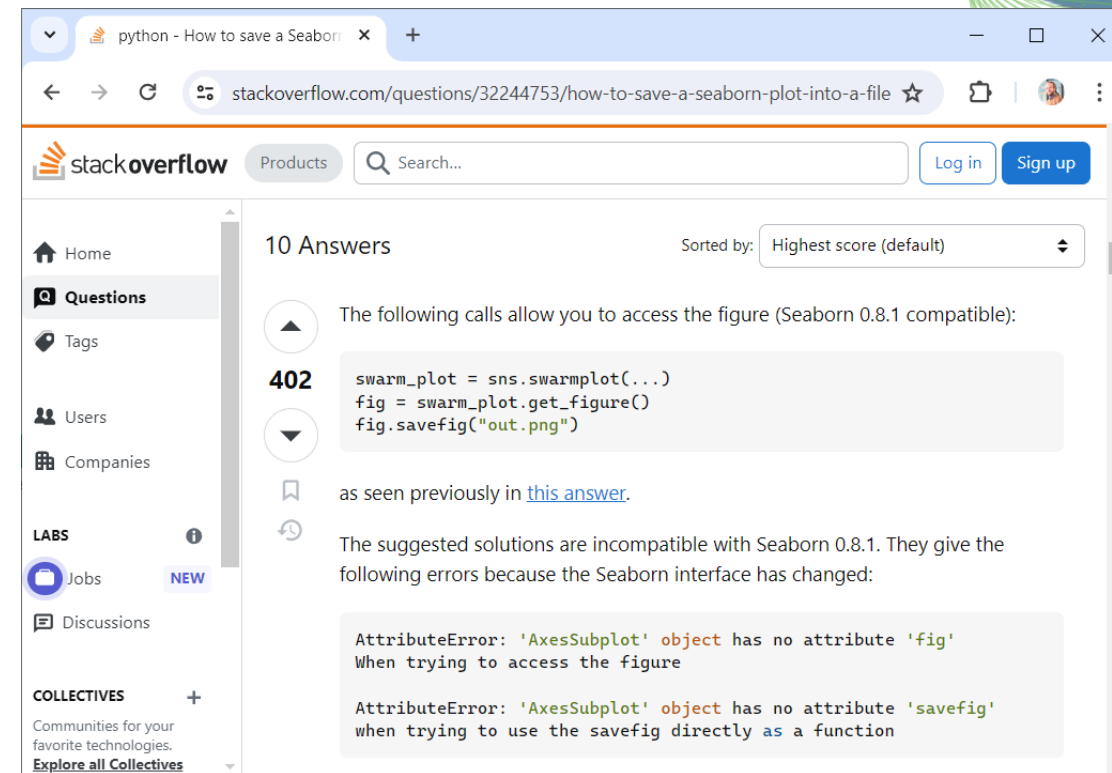 python - How to save a Seaborn
stackoverflow.com/questions/32244753/how-to-save-a-seaborn-plot-into-a-file
stackoverflow
Products
Search...
Log in
Sign up
Home
Questions
Tags
Users
Companies
LABS
Jobs
NEW
Discussions
COLLECTIVES
Communities for your
favorite technologies.
Explore all Collectives
10 Answers
Sorted by:
Highest score (default)
402
The following calls allow you to access the figure (Seaborn 0.8.1 compatible):
swarm_plot = sns.swarmplot(...)
fig = swarm_plot.get_figure()
fig.savefig("out.png")
as seen previously in this answer.
The suggested solutions are incompatible with Seaborn 0.8.1. They give the
following errors because the Seaborn interface has changed:
AttributeError: 'AxesSubplot' object has no attribute 'fig'
When trying to access the figure
AttributeError: 'AxesSubplot' object has no attribute 'savefig'
when trying to use the savefig directly as a function